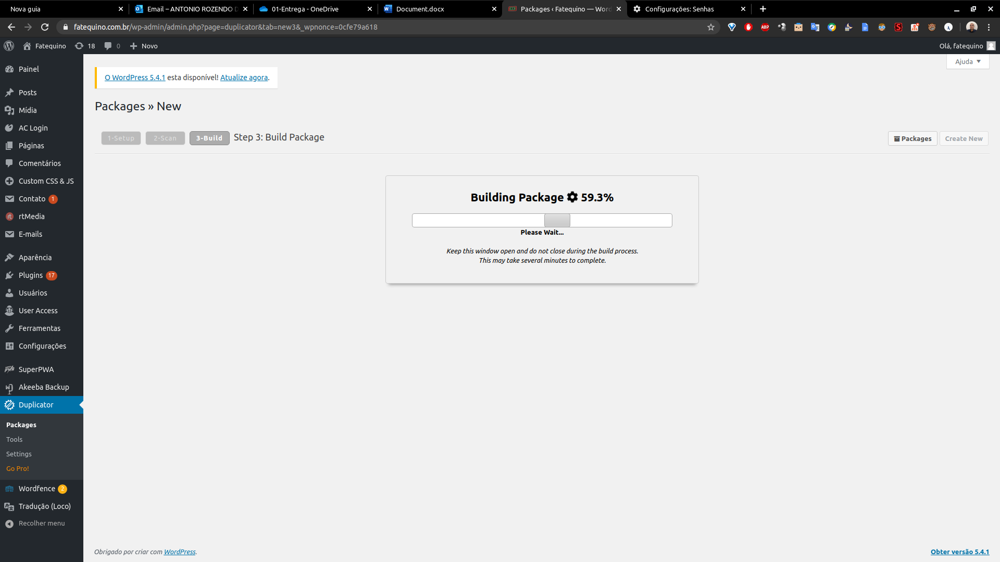 Nova guia
Email – ANTONIO ROZENDO D
01-Entrega - OneDrive
Document.docx
Packages ‹ Fatequino — Word
Configurações: Senhas
fatequino.com.br/wp-admin/admin.php?page=duplicator&tab=new3&_wpnonce=0cfe79a618
Fatequino
18
0
Novo
Olá, fatequino
Ajuda
O WordPress 5.4.1 esta disponível! Atualize agora.
Packages » New
1-Setup
2-Scan
3-Build
Step 3: Build Package
Packages
Create New
Building Package 59.3%
Please Wait...
Keep this window open and do not close during the build process.
This may take several minutes to complete.
Painel
Posts
Mídia
AC Login
Páginas
Comentários
Custom CSS & JS
Contato 1
rtMedia
E-mails
Aparência
Plugins 17
Usuários
User Access
Ferramentas
Configurações
SuperPWA
Akeeba Backup
Duplicator
Packages
Tools
Settings
Go Pro!
Wordfence 2
Tradução (Loco)
Recolher menu
Obrigado por criar com WordPress.
Obter versão 5.4.1